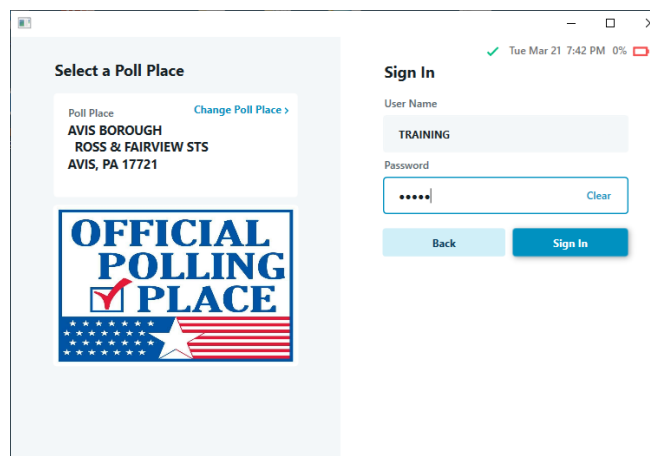 Tue Mar 21 7:42 PM 0%
Select a Poll Place
Poll Place
Change Poll Place ›
AVIS BOROUGH
ROSS & FAIRVIEW STS
AVIS, PA 17721
OFFICIAL
POLLING
PLACE
Sign In
User Name
TRAINING
Password
•••••
Clear
Back
Sign In